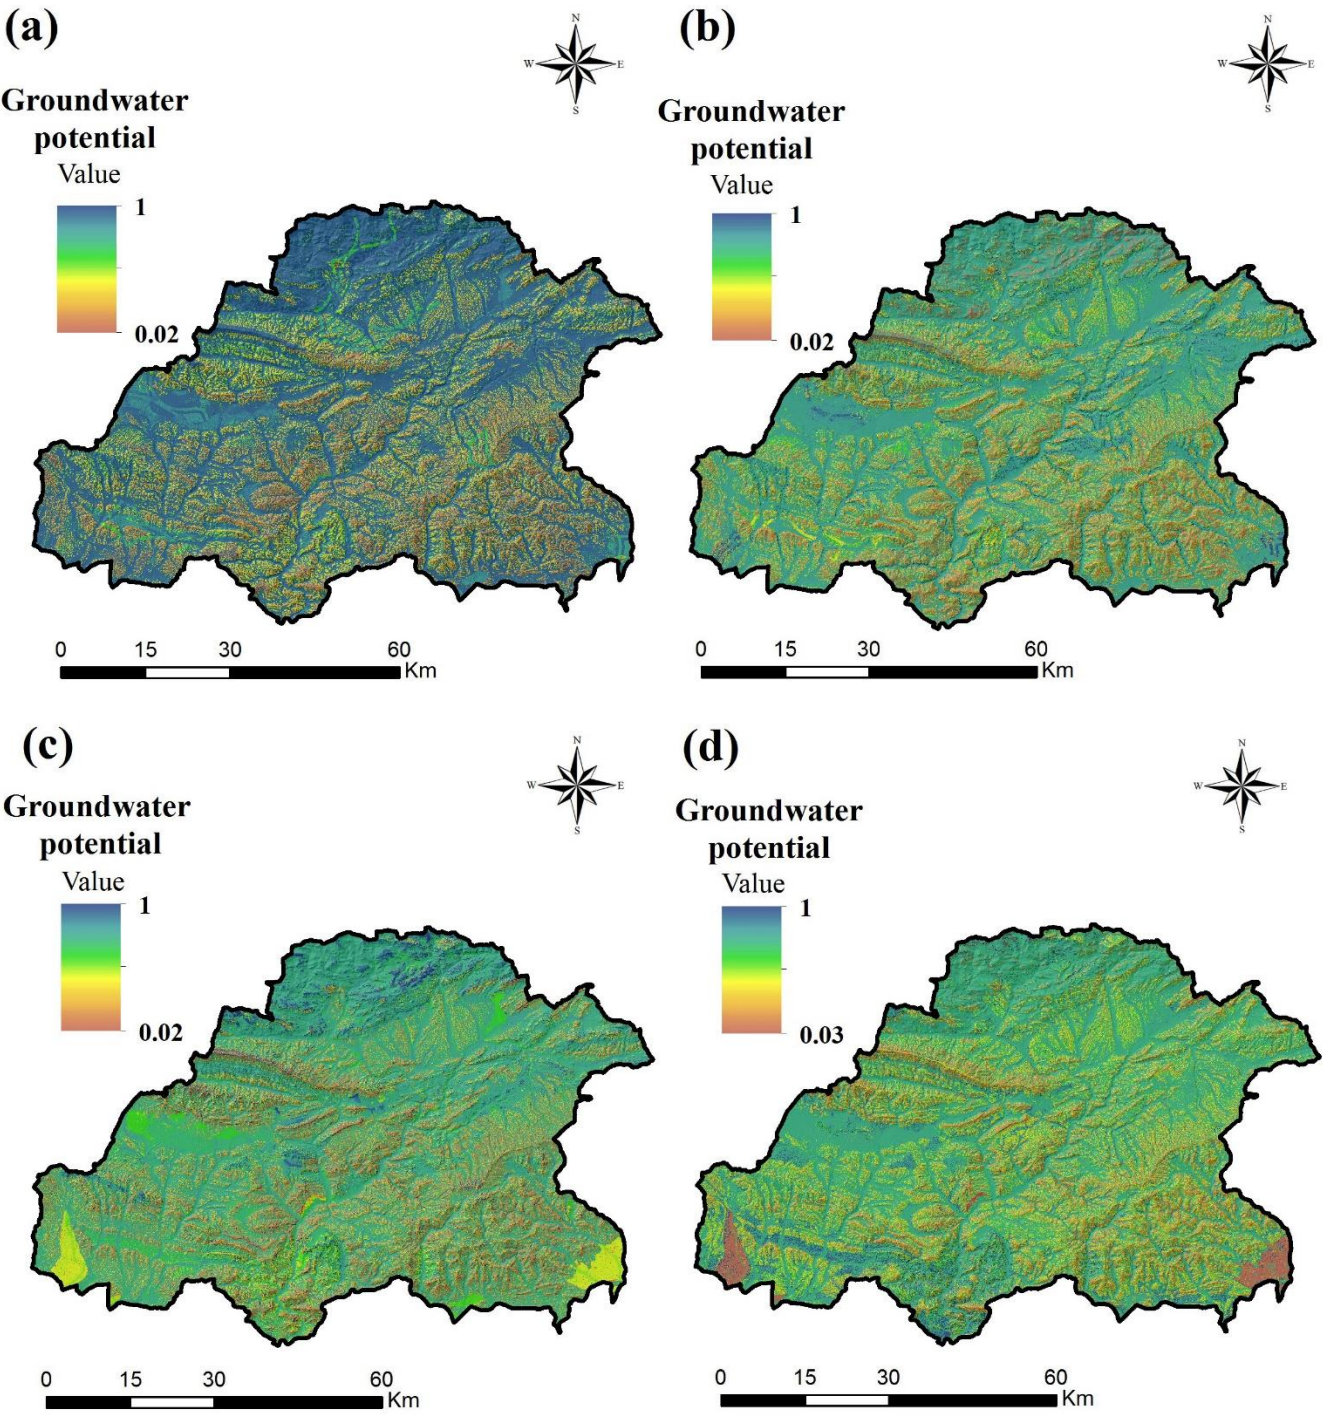 (a)
N
W E
S
Groundwater
potential
Value
1
0.02
0 15 30 60
Km
(b)
N
W E
S
Groundwater
potential
Value
1
0.02
0 15 30 60
Km
(c)
N
W E
S
Groundwater
potential
Value
1
0.02
0 15 30 60
Km
(d)
N
W E
S
Groundwater
potential
Value
1
0.03
0 15 30 60
Km